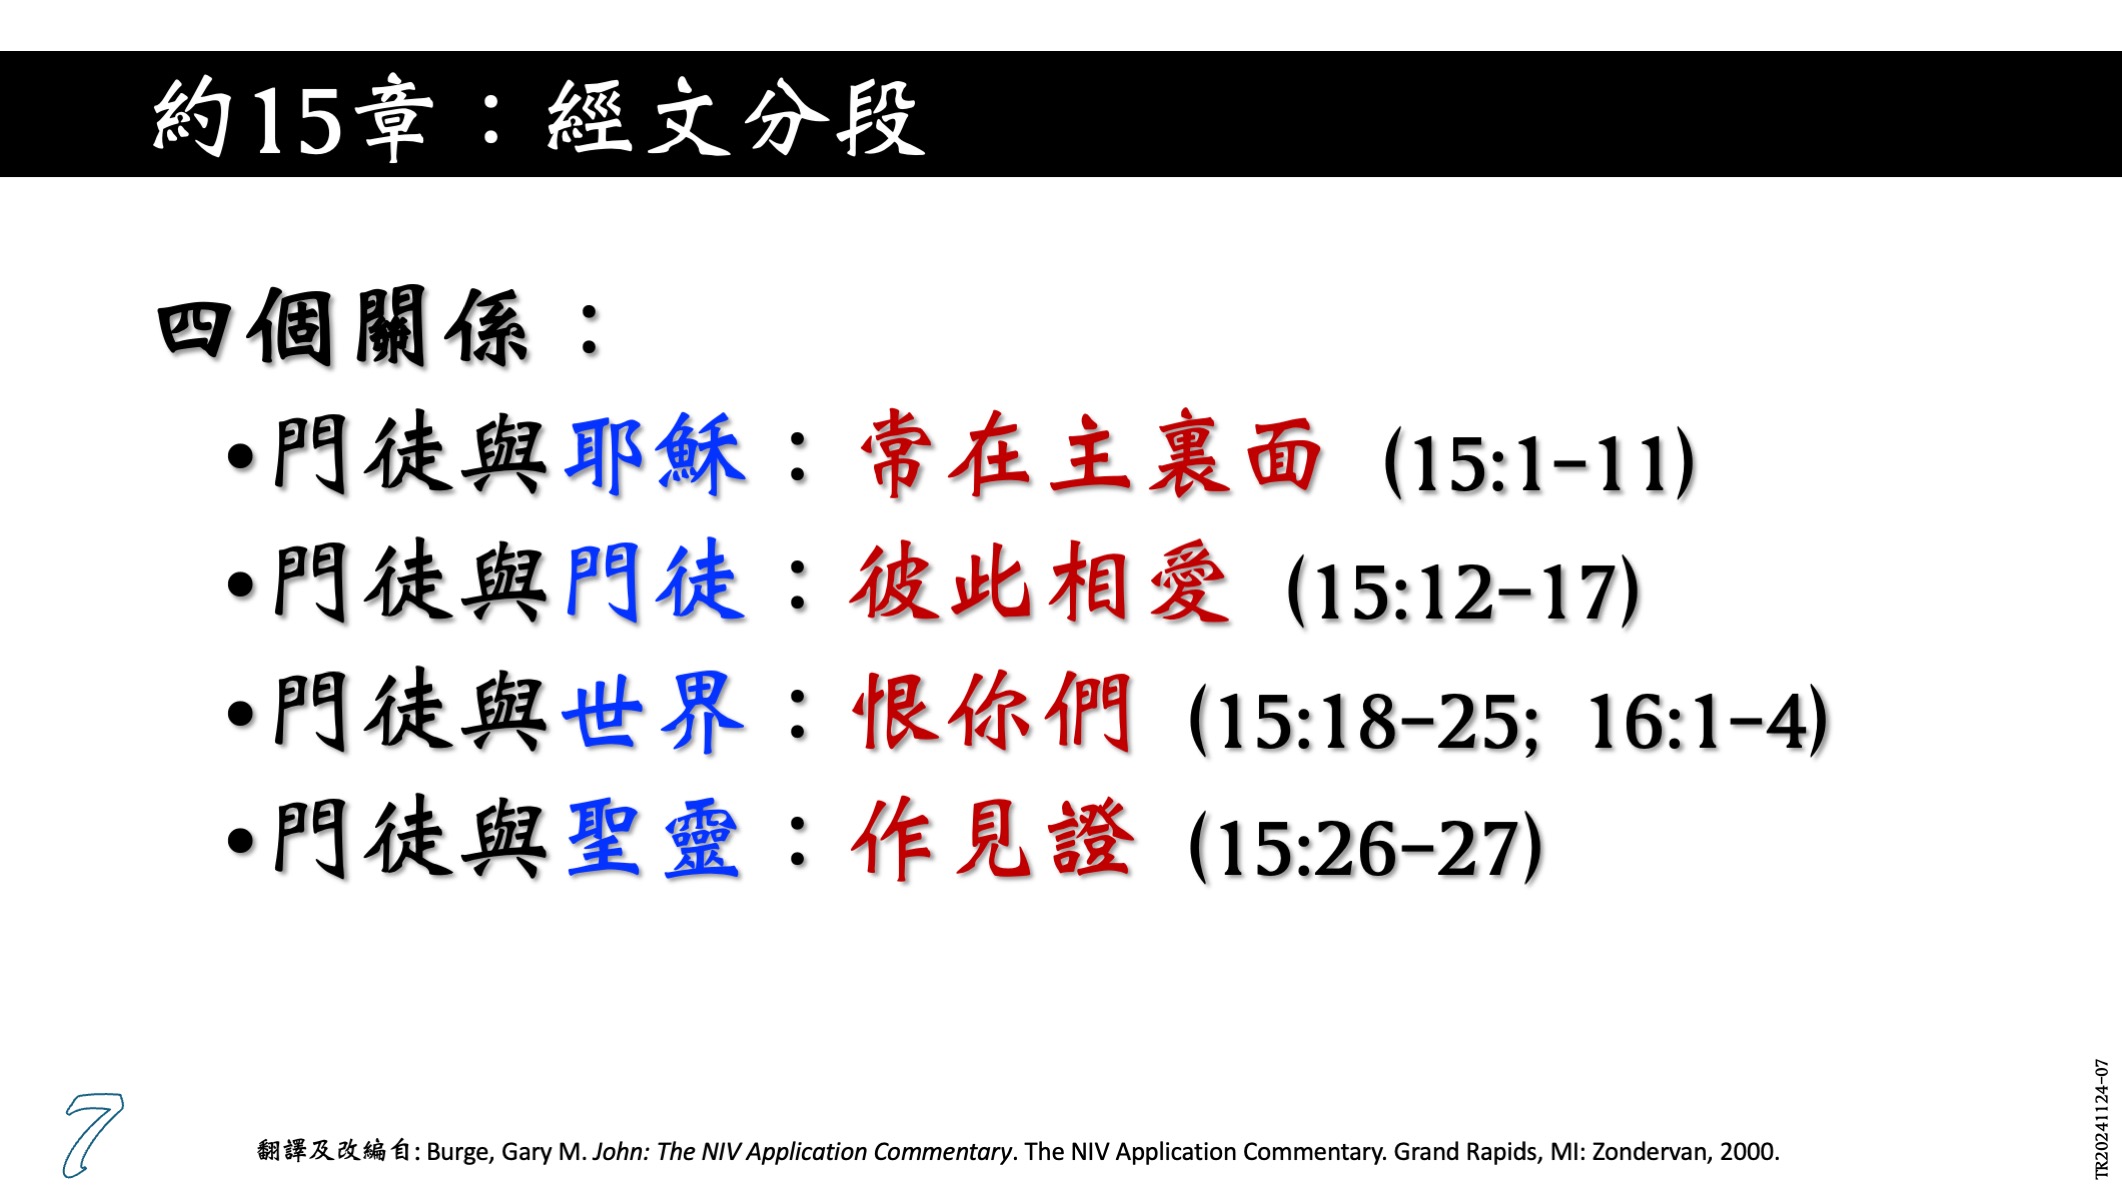 約15章：經文分段
四個關係：
•門徒與耶穌：常在主裏面 (15:1-11)
•門徒與門徒：彼此相愛 (15:12-17)
•門徒與世界：恨你們 (15:18-25; 16:1-4)
•門徒與聖靈：作見證 (15:26-27)
7
翻譯及改編自: Burge, Gary M. John: The NIV Application Commentary. The NIV Application Commentary. Grand Rapids, MI: Zondervan, 2000.
TR20241124-07